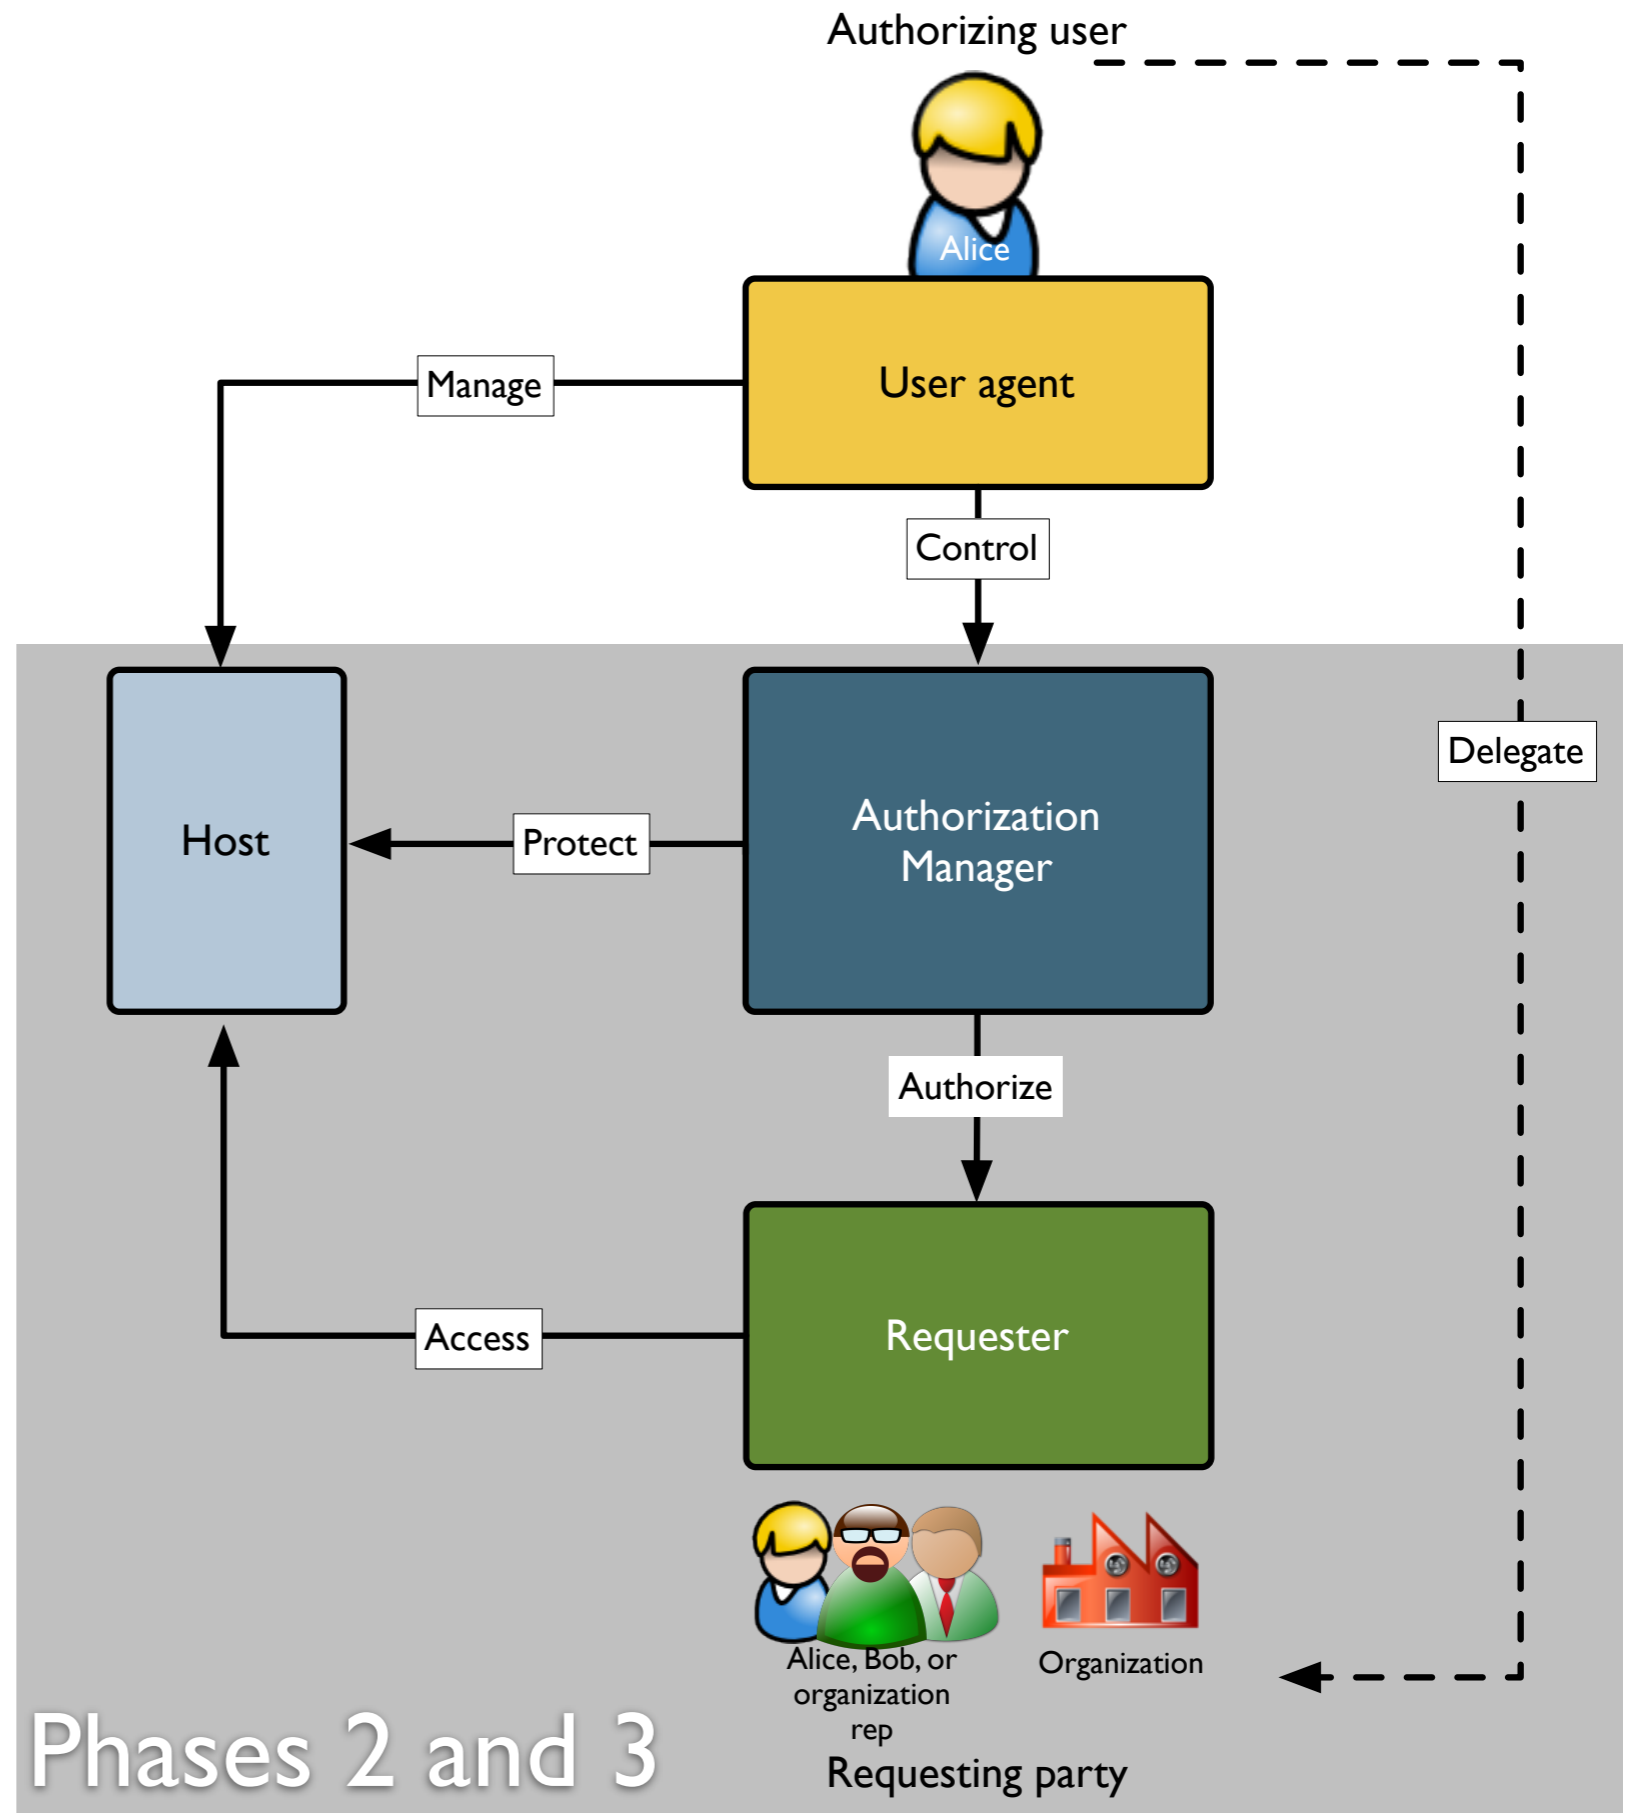 Authorizing user
Alice
User agent
Manage
Control
Delegate
Host
Protect
Authorization
Manager
Authorize
Access
Requester
Alice, Bob, or
organization
rep
Organization
Phases 2 and 3
Requesting party